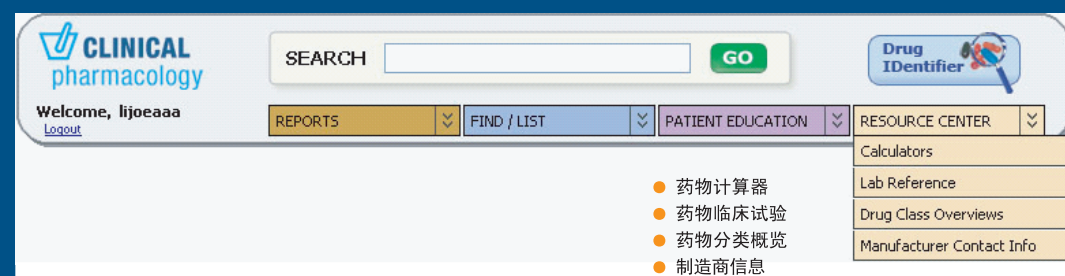 CLINICAL
pharmacology
SEARCH
GO
Drug
IDentifier
Welcome, lijoeaaa
Logout
REPORTS
FIND / LIST
PATIENT EDUCATION
RESOURCE CENTER
Calculators
Lab Reference
Drug Class Overviews
Manufacturer Contact Info
药物计算器
药物临床试验
药物分类概览
制造商信息